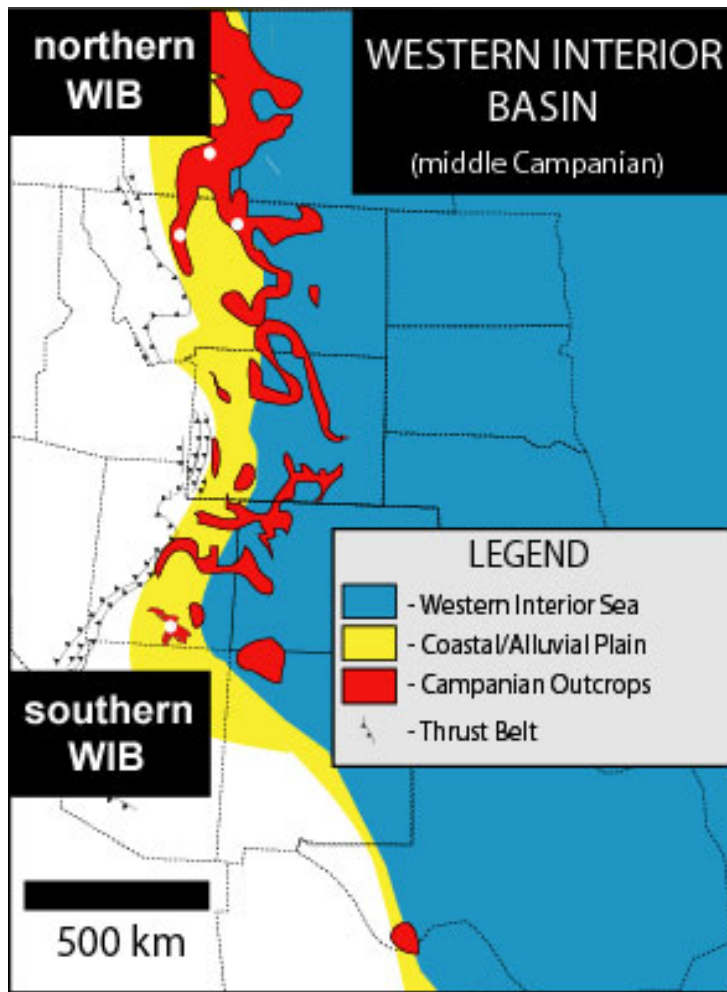 northern
WIB
WESTERN INTERIOR
BASIN
(middle Campanian)
LEGEND
- Western Interior Sea
- Coastal/Alluvial Plain
- Campanian Outcrops
- Thrust Belt
southern
WIB
500 km